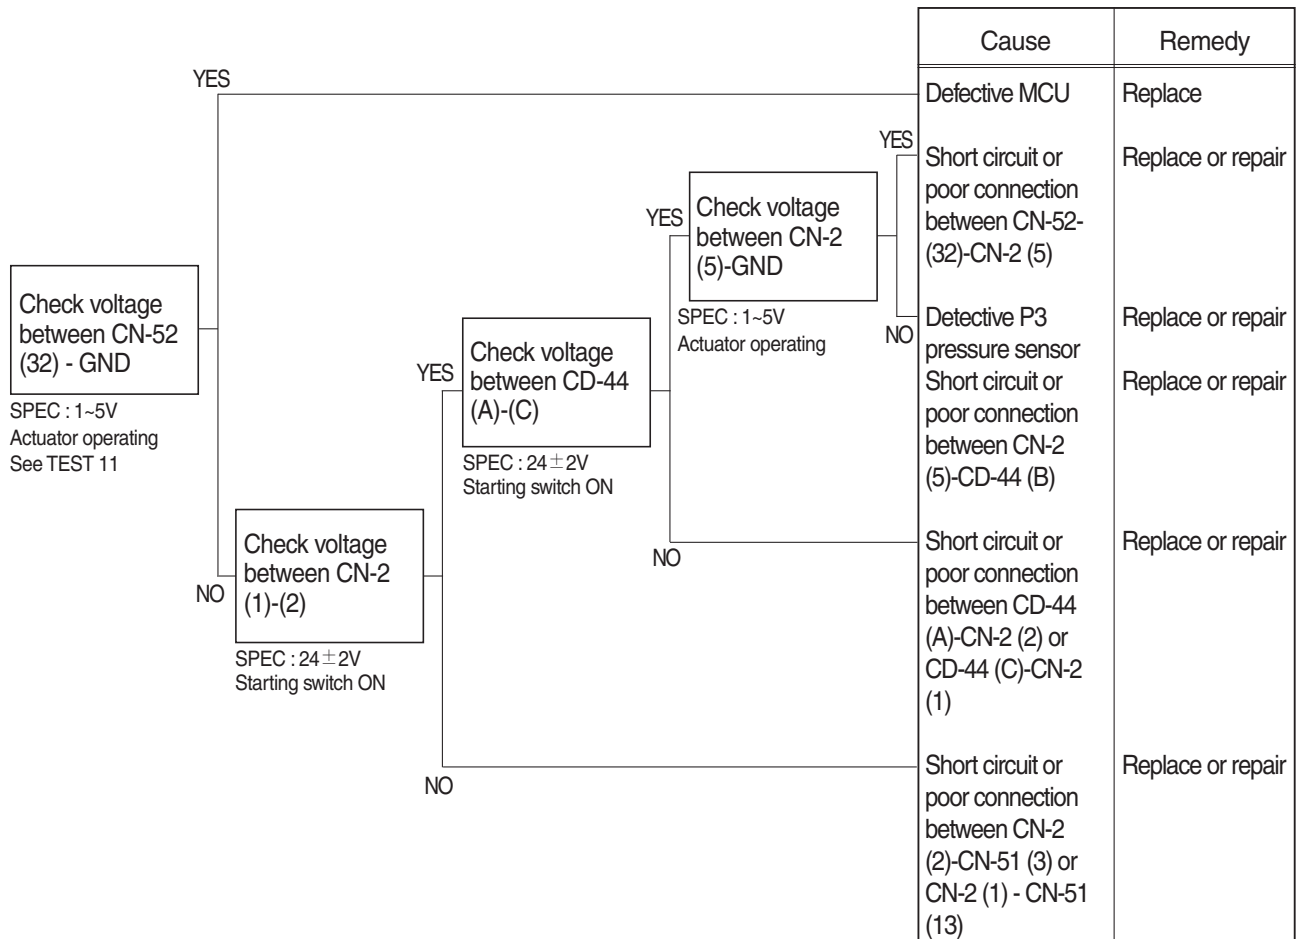 Cause
Remedy
YES
Defective MCU
Replace
YES
Short circuit or
poor connection
between CN-52-
(32)-CN-2 (5)
Replace or repair
YES
Check voltage
between CN-2
(5)-GND
SPEC : 1~5V
Actuator operating
NO
Detective P3
pressure sensor
Replace or repair
Short circuit or
poor connection
between CN-2
(5)-CD-44 (B)
Replace or repair
Check voltage
between CN-52
(32) - GND
SPEC : 1~5V
Actuator operating
See TEST 11
YES
Check voltage
between CD-44
(A)-(C)
SPEC : 24±2V
Starting switch ON
NO
Short circuit or
poor connection
between CD-44
(A)-CN-2 (2) or
CD-44 (C)-CN-2
(1)
Replace or repair
NO
Check voltage
between CN-2
(1)-(2)
SPEC : 24±2V
Starting switch ON
NO
Short circuit or
poor connection
between CN-2
(2)-CN-51 (3) or
CN-2 (1) - CN-51
(13)
Replace or repair